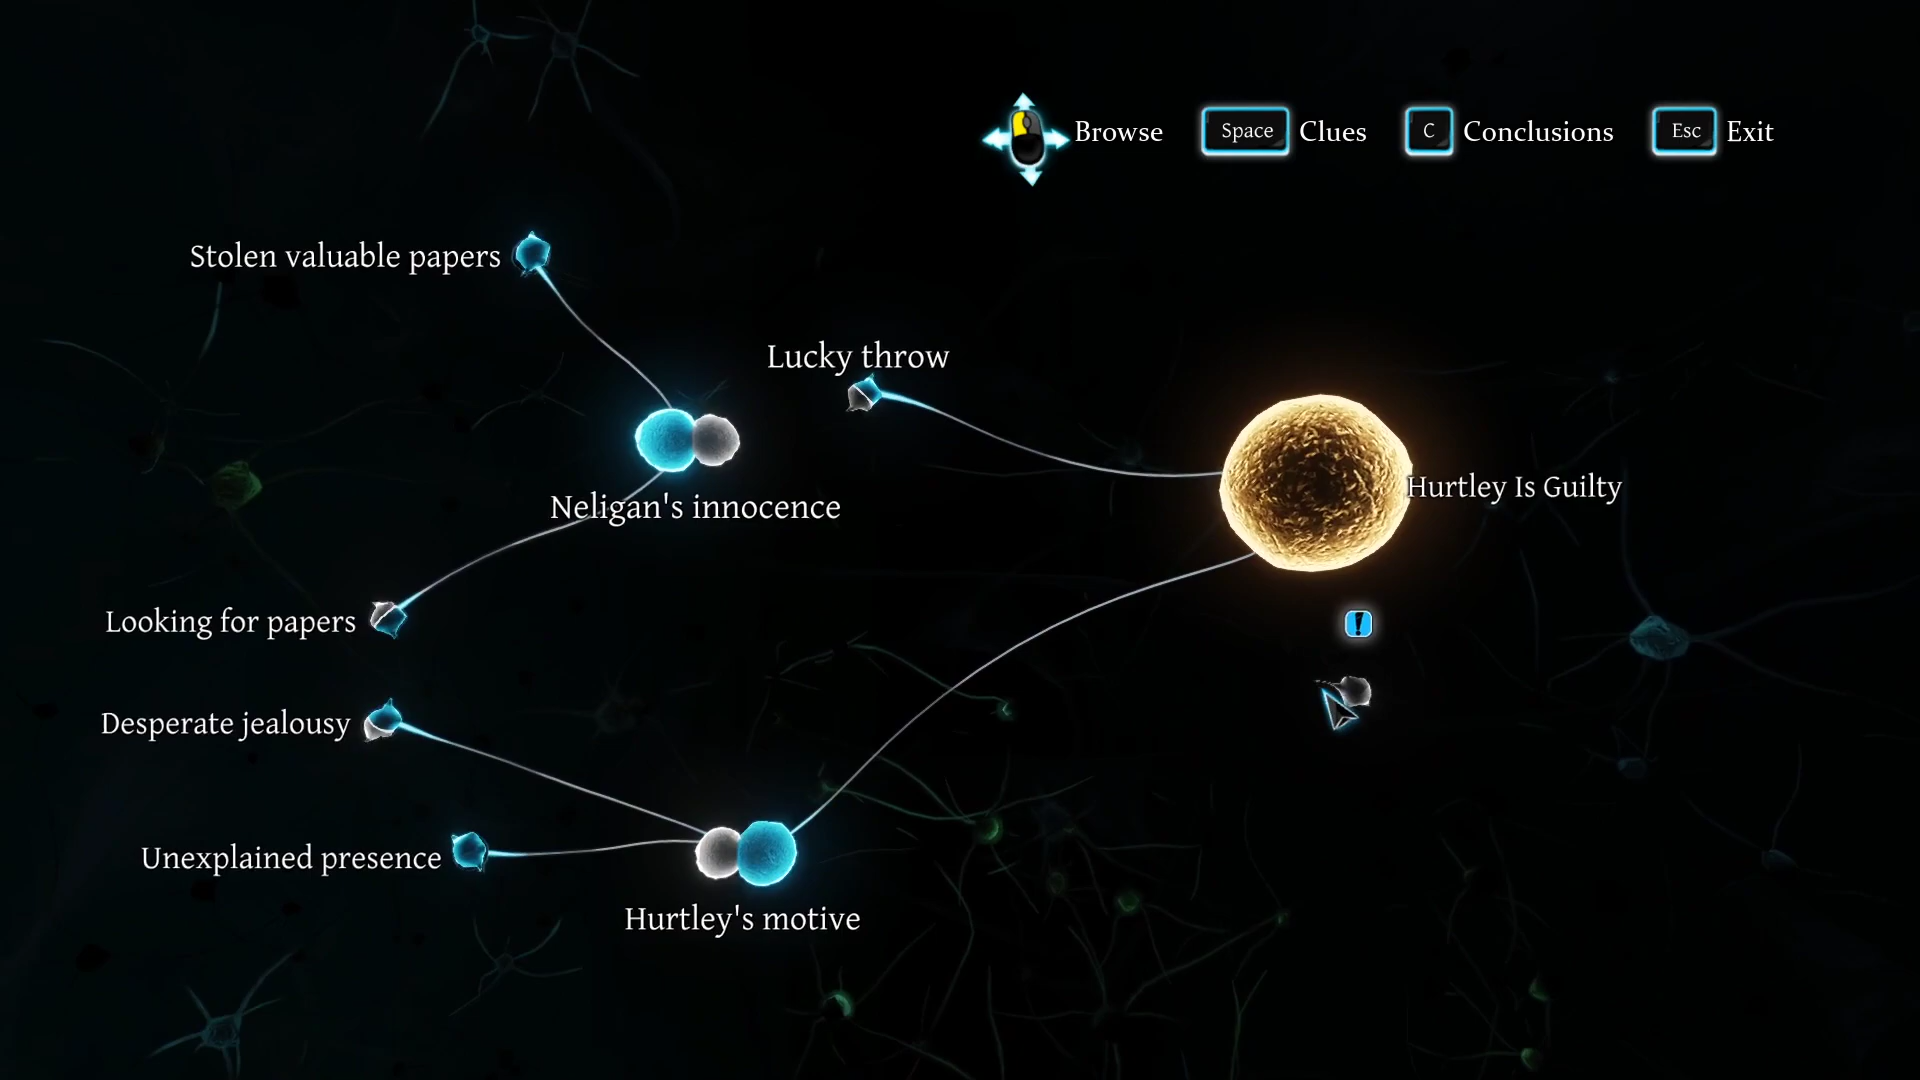 Browse
Space Clues
C Conclusions
Esc Exit
Stolen valuable papers
Lucky throw
Hurtley Is Guilty
Neligan's innocence
Looking for papers
Desperate jealousy
Unexplained presence
Hurtley's motive